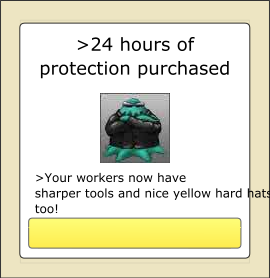 >24 hours of
protection purchased
>Your workers now have
sharper tools and nice yellow hard hats
too!